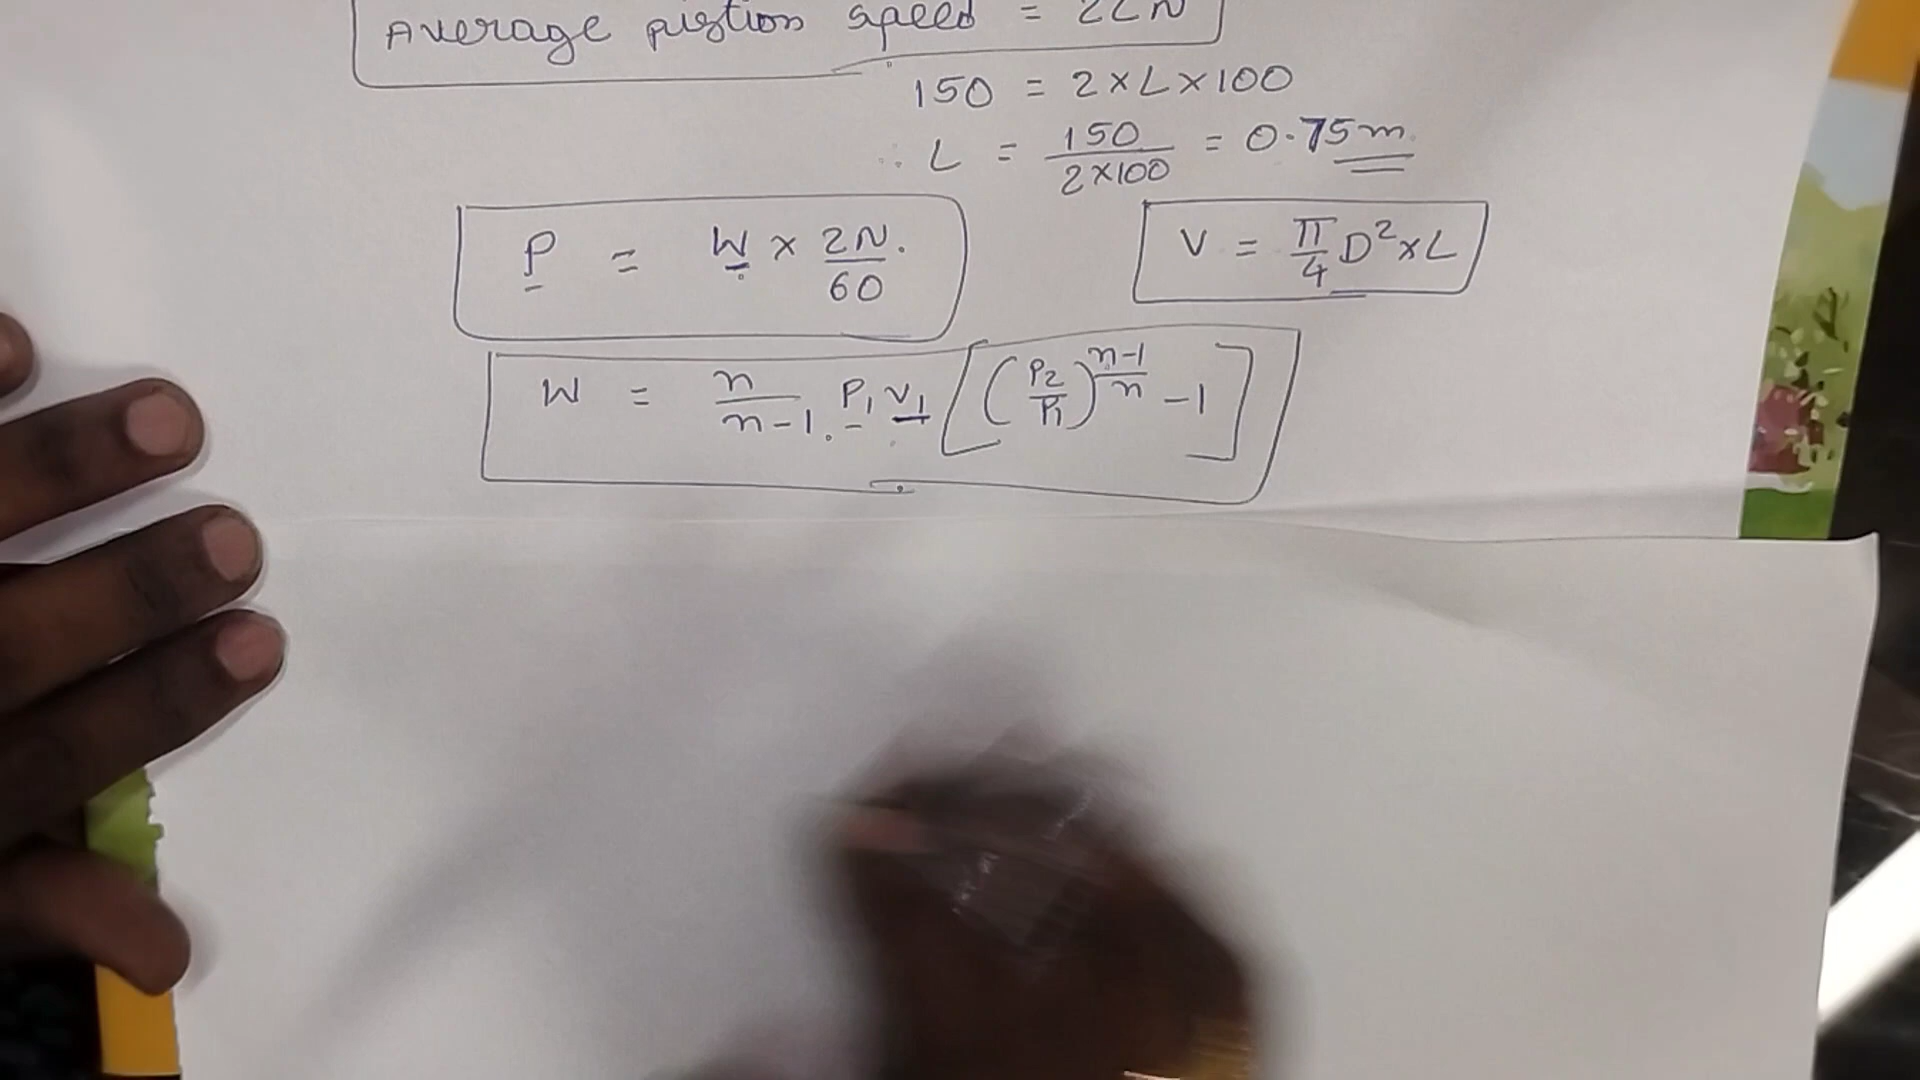 Average pistion speed = 2LN
150 = 2×L×100
∴ L = 150/2×100 = 0.75m.
P = W × 2N/60.
V = π/4 D²×L
W = n/n-1. P₁ V₁ [(P₂/P₁)^(n-1/n) - 1]